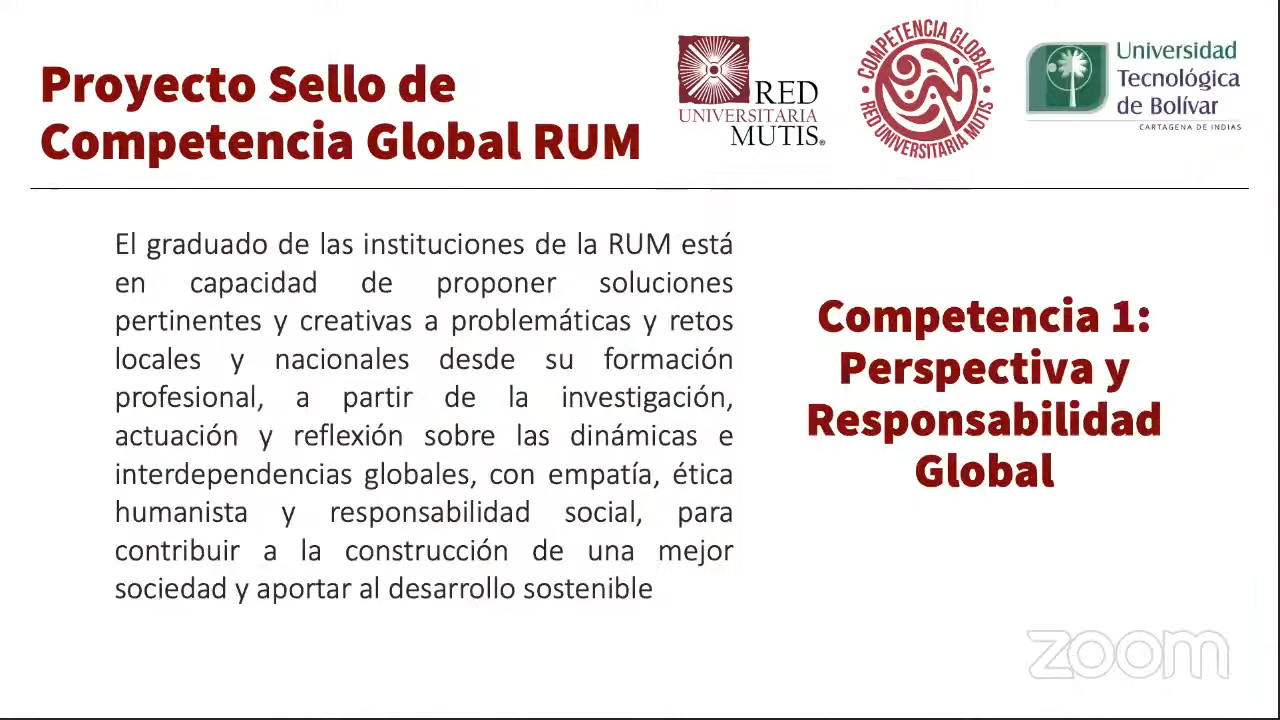 Proyecto Sello de
Competencia Global RUM
RED
UNIVERSITARIA
MUTIS®
COMPETENCIA GLOBAL
RED UNIVERSITARIA MUTIS
Universidad
Tecnológica
de Bolívar
CARTAGENA DE INDIAS
El graduado de las instituciones de la RUM está
en capacidad de proponer soluciones
pertinentes y creativas a problemáticas y retos
locales y nacionales desde su formación
profesional, a partir de la investigación,
actuación y reflexión sobre las dinámicas e
interdependencias globales, con empatía, ética
humanista y responsabilidad social, para
contribuir a la construcción de una mejor
sociedad y aportar al desarrollo sostenible
Competencia 1:
Perspectiva y
Responsabilidad
Global
zoom